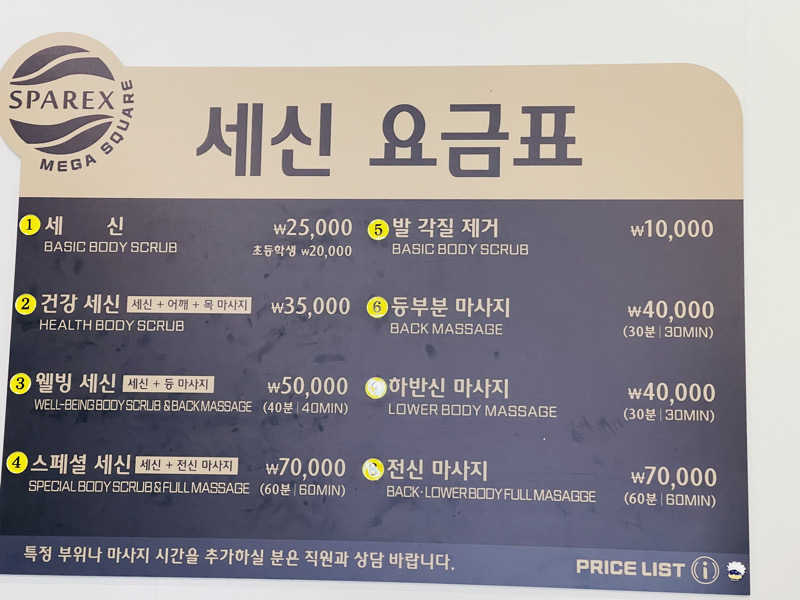 SPAREX
MEGA SQUARE
세신 요금표
1 세 신 ₩25,000
BASIC BODY SCRUB 초등학생 ₩20,000
2 건강 세신 세신 + 어깨 + 목 마사지 ₩35,000
HEALTH BODY SCRUB
3 웰빙 세신 세신 + 등 마사지 ₩50,000
WELL-BEING BODY SCRUB & BACK MASSAGE (40분 | 40MIN)
4 스페셜 세신 세신 + 전신 마사지 ₩70,000
SPECIAL BODY SCRUB & FULL MASSAGE (60분 | 60MIN)
5 발 각질 제거 ₩10,000
BASIC BODY SCRUB
6 등부분 마사지 ₩40,000
BACK MASSAGE (30분 | 30MIN)
하반신 마사지 ₩40,000
LOWER BODY MASSAGE (30분 | 30MIN)
8 전신 마사지 ₩70,000
BACK·LOWER BODY FULL MASAGGE (60분 | 60MIN)
특정 부위나 마사지 시간을 추가하실 분은 직원과 상담 바랍니다.
PRICE LIST i